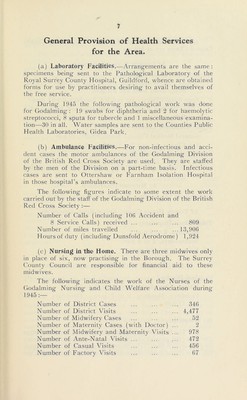 7
General Provision of Health Services
for the Area.
(a) Laboratory Facilities.—Arrangements are the same :
specimens being sent to the Pathological Laboratory of the
Royal Surrey County Hospital, Guildford, whence are obtained
forms for use by practitioners desiring to avail themselves of
the free service.
During 1945 the following pathological work was done
for Godalming : 19 swabs for diphtheria and 2 for haemolytic
streptococci, 8 sputa for tubercle and 1 miscellaneous examina-
tion—30 in all. Water samples are sent to the Counties Public
Health Laboratories, Gidea Park.
(b) Ambulance Facilities.—For non-infectious and acci-
dent cases the motor ambulances of the Godalming Division
of the British Red Cross Society are used. They are staffed
by the men of the Division on a part-time basis. Infectious
cases are sent to Ottershaw or Farnham Isolation Hospital
in those hospital's ambulances.
The following figures indicate to some extent the work
carried out by the staff of the Godalming Division of the British
Red Cross Society :—
Number of Calls (including 106 Accident and
8 Service Calls) received ... ... ... 809
Number of miles travelled ... ... 13,906
Hours of duty (including Dunsfold Aerodrome) 1,924
(c) Nursing in the Home. There are three midwives only
in place of six, now practising in the Borough. The Surrey
County Council are responsible for financial aid to these
midwives.
The following indicates the work of the Nurses of the
Godalming Nursing and Child Welfare Association during
1945 :—
Number of District Cases ... ... ... 346
Number of District Visits ... ... ... 4,477
Number of Midwifery Cases ... ... ... 52
Number of Maternity Cases (with Doctor) ... 2
Number of Midwifery and Maternity Visits ... 978
Number of Ante-Natal Visits ... ... ... 472
Number of Casual Visits ... ... ... 456
Number of Factory Visits ... ... ... 67